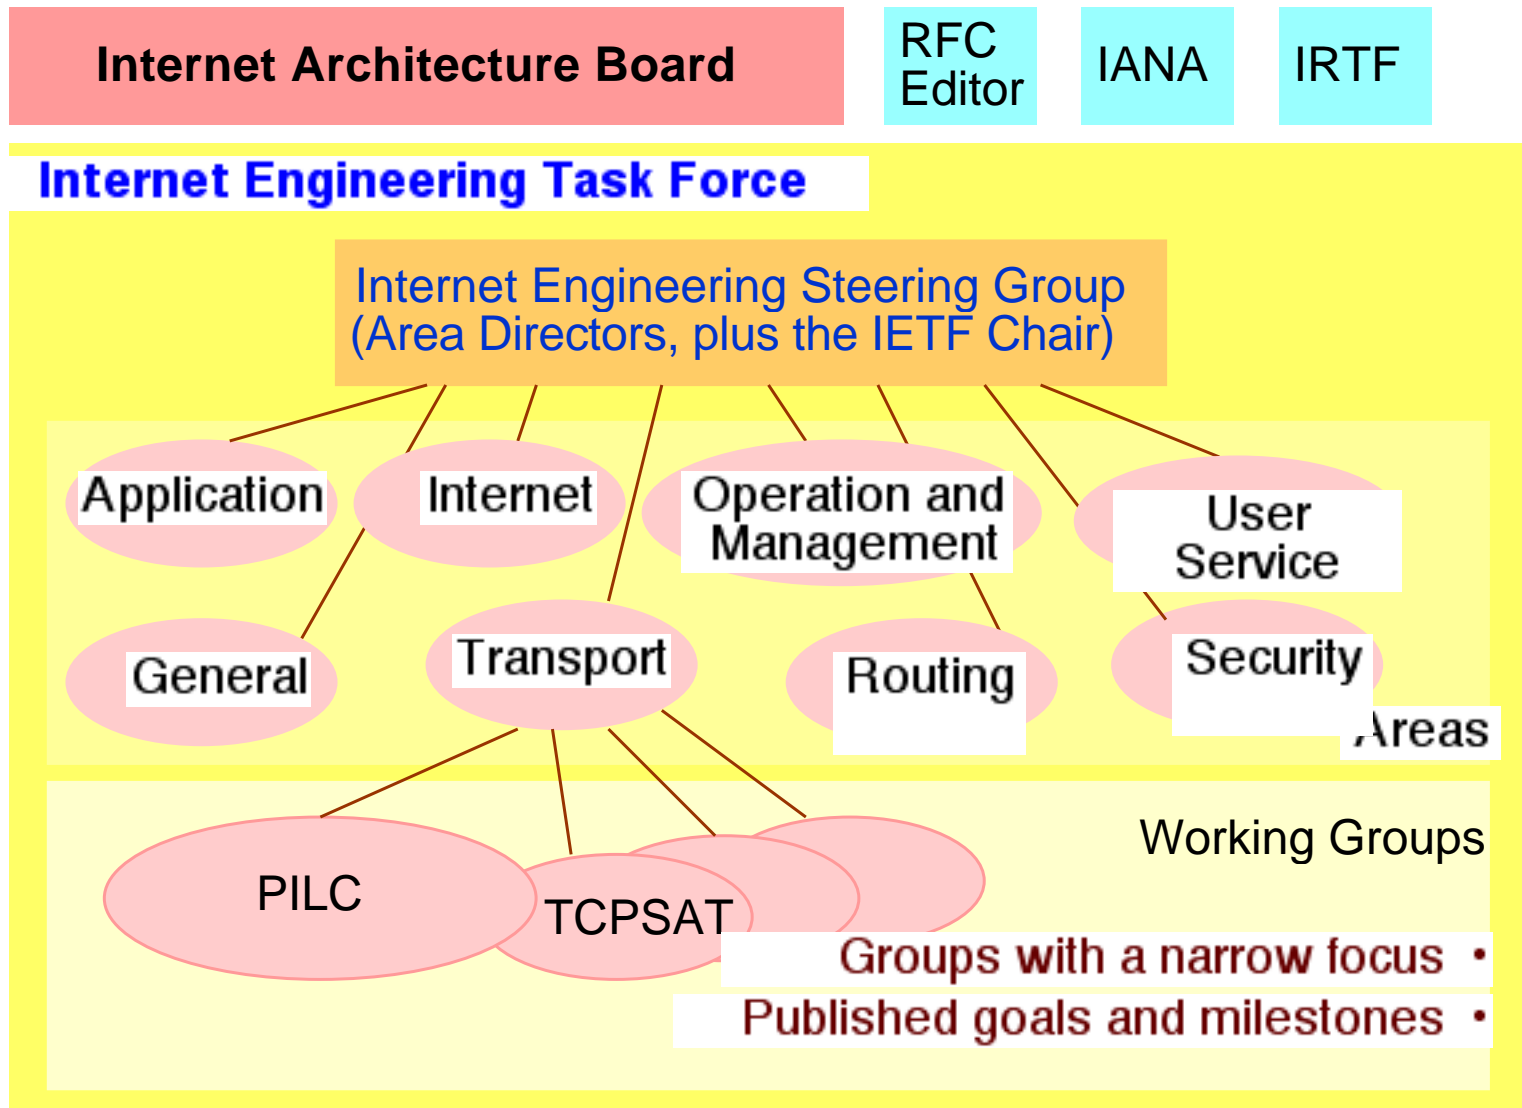 Internet Architecture Board
RFC
Editor
IANA
IRTF
Internet Engineering Task Force
Internet Engineering Steering Group
(Area Directors, plus the IETF Chair)
Application
Internet
Operation and
Management
User
Service
General
Transport
Routing
Security
Areas
Working Groups
PILC
TCPSAT
Groups with a narrow focus •
Published goals and milestones •